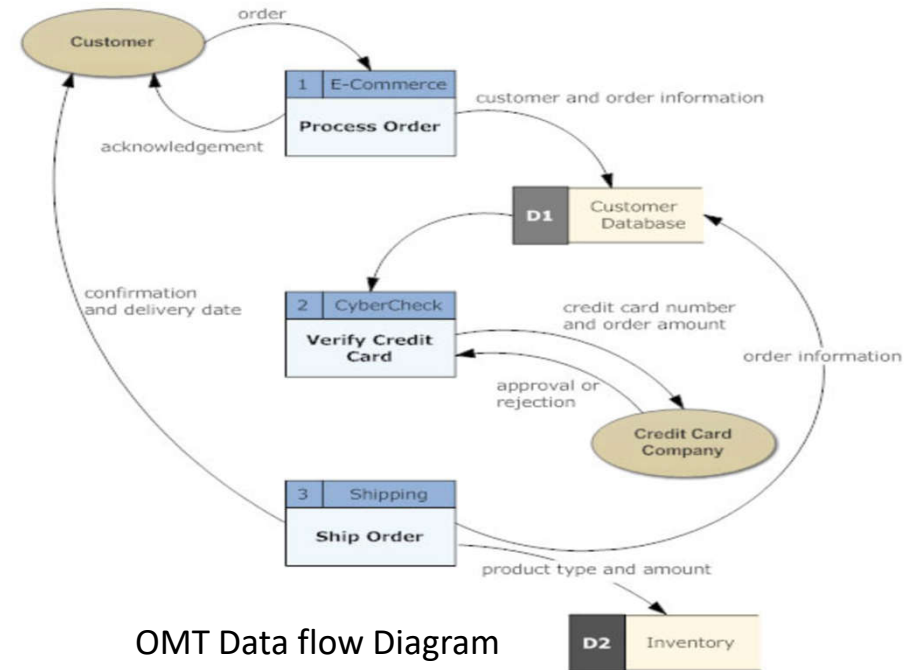 order
Customer
1 E-Commerce
Process Order
customer and order information
acknowledgement
D1
Customer
Database
confirmation
and delivery date
2 CyberCheck
Verify Credit
Card
credit card number
and order amount
order information
approval or
rejection
Credit Card
Company
3 Shipping
Ship Order
product type and amount
OMT Data flow Diagram
D2
Inventory